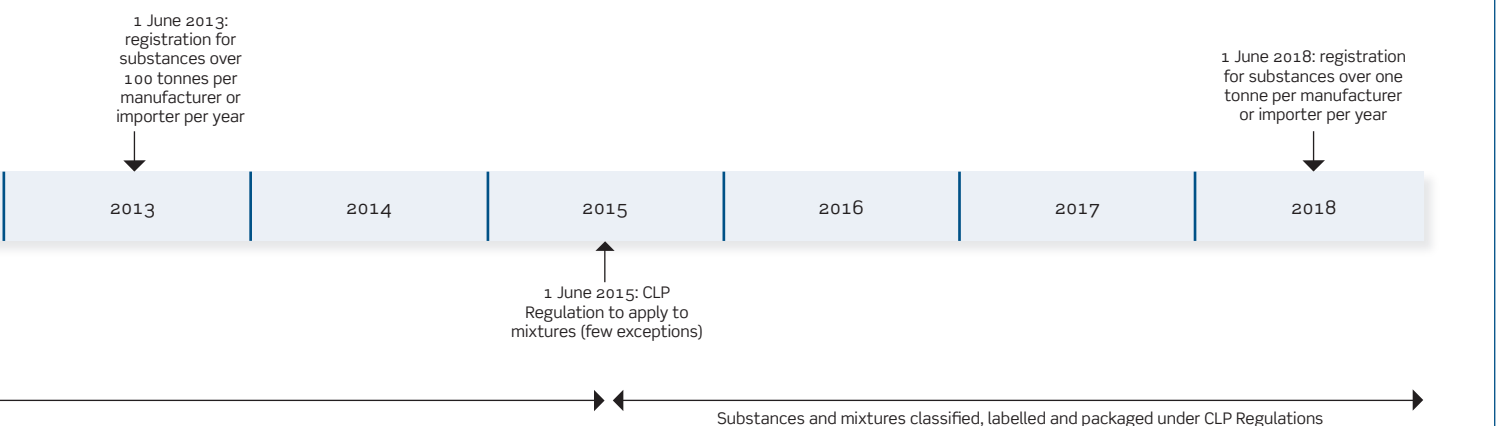 1 June 2013:
registration for
substances over
100 tonnes per
manufacturer or
importer per year
1 June 2018: registration
for substances over one
tonne per manufacturer
or importer per year
2013
2014
2015
2016
2017
2018
1 June 2015: CLP
Regulation to apply to
mixtures (few exceptions)
Substances and mixtures classified, labelled and packaged under CLP Regulations